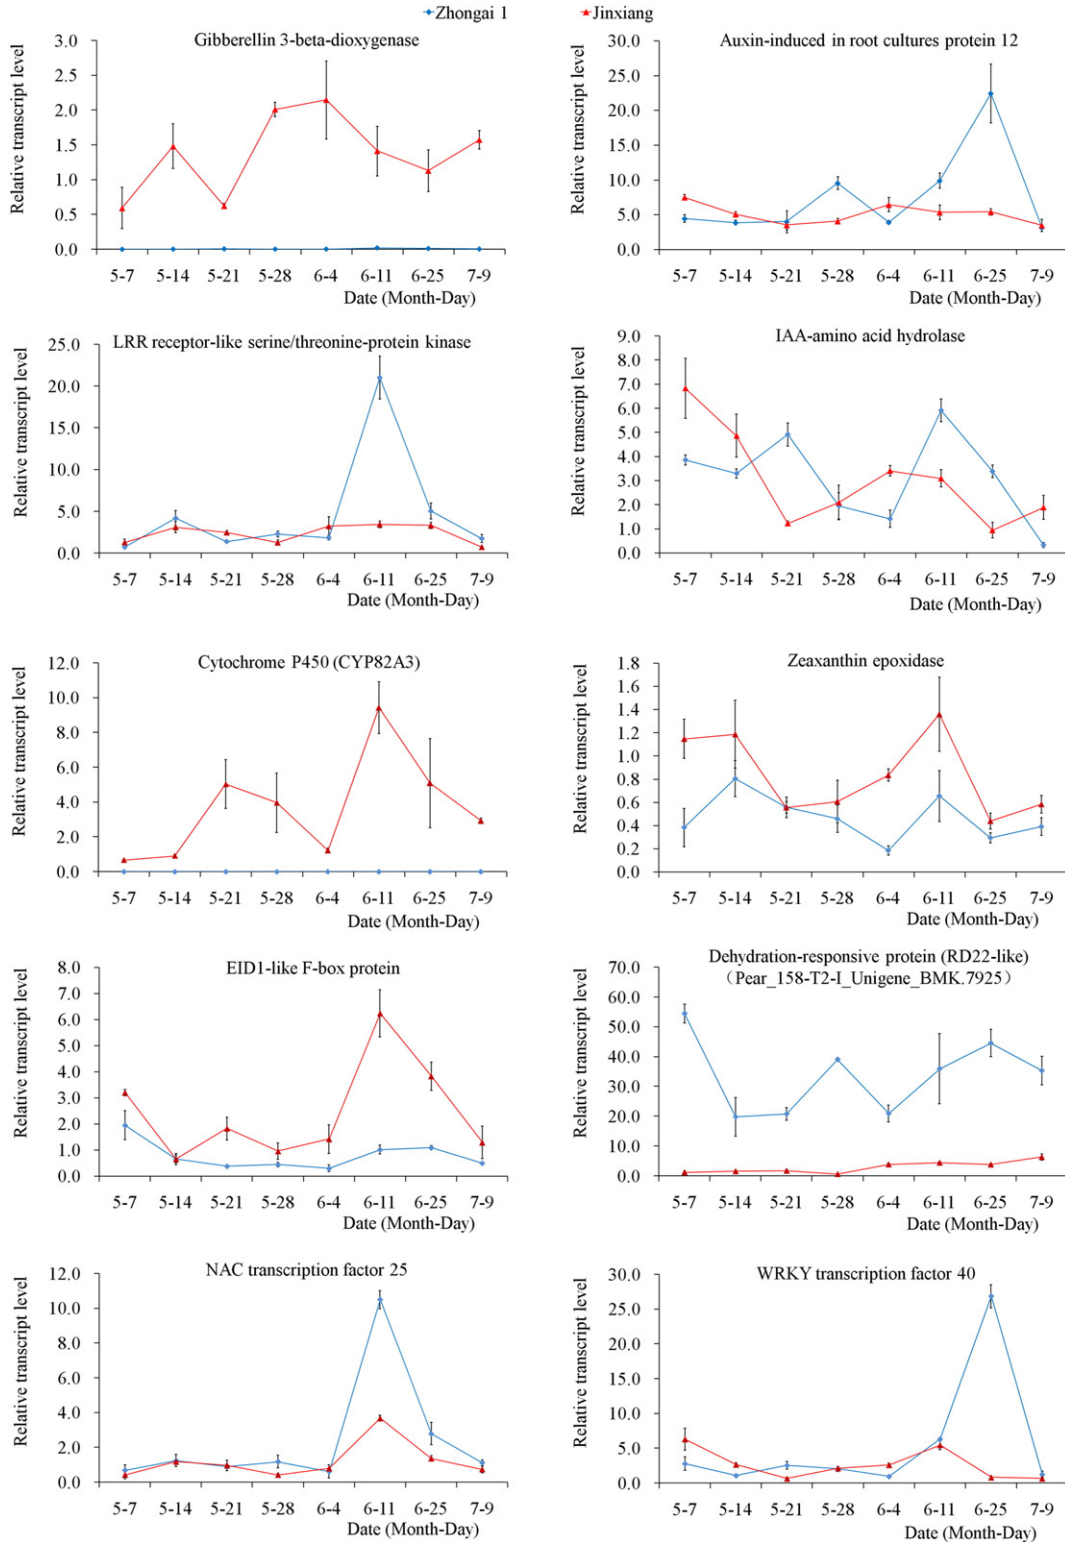 Zhongai 1 Jinxiang
Gibberellin 3-beta-dioxygenase
Relative transcript level
3.0
2.5
2.0
1.5
1.0
0.5
0.0
5-7 5-14 5-21 5-28 6-4 6-11 6-25 7-9
Date (Month-Day)
Auxin-induced in root cultures protein 12
Relative transcript level
30.0
25.0
20.0
15.0
10.0
5.0
0.0
5-7 5-14 5-21 5-28 6-4 6-11 6-25 7-9
Date (Month-Day)
LRR receptor-like serine/threonine-protein kinase
Relative transcript level
25.0
20.0
15.0
10.0
5.0
0.0
5-7 5-14 5-21 5-28 6-4 6-11 6-25 7-9
Date (Month-Day)
IAA-amino acid hydrolase
Relative transcript level
9.0
8.0
7.0
6.0
5.0
4.0
3.0
2.0
1.0
0.0
5-7 5-14 5-21 5-28 6-4 6-11 6-25 7-9
Date (Month-Day)
Cytochrome P450 (CYP82A3)
Relative transcript level
12.0
10.0
8.0
6.0
4.0
2.0
0.0
5-7 5-14 5-21 5-28 6-4 6-11 6-25 7-9
Date (Month-Day)
Zeaxanthin epoxidase
Relative transcript level
1.8
1.6
1.4
1.2
1.0
0.8
0.6
0.4
0.2
0.0
5-7 5-14 5-21 5-28 6-4 6-11 6-25 7-9
Date (Month-Day)
EID1-like F-box protein
Relative transcript level
8.0
7.0
6.0
5.0
4.0
3.0
2.0
1.0
0.0
5-7 5-14 5-21 5-28 6-4 6-11 6-25 7-9
Date (Month-Day)
Dehydration-responsive protein (RD22-like)
（Pear_158-T2-I_Unigene_BMK.7925）
Relative transcript level
70.0
60.0
50.0
40.0
30.0
20.0
10.0
0.0
5-7 5-14 5-21 5-28 6-4 6-11 6-25 7-9
Date (Month-Day)
NAC transcription factor 25
Relative transcript level
12.0
10.0
8.0
6.0
4.0
2.0
0.0
5-7 5-14 5-21 5-28 6-4 6-11 6-25 7-9
Date (Month-Day)
WRKY transcription factor 40
Relative transcript level
30.0
25.0
20.0
15.0
10.0
5.0
0.0
5-7 5-14 5-21 5-28 6-4 6-11 6-25 7-9
Date (Month-Day)